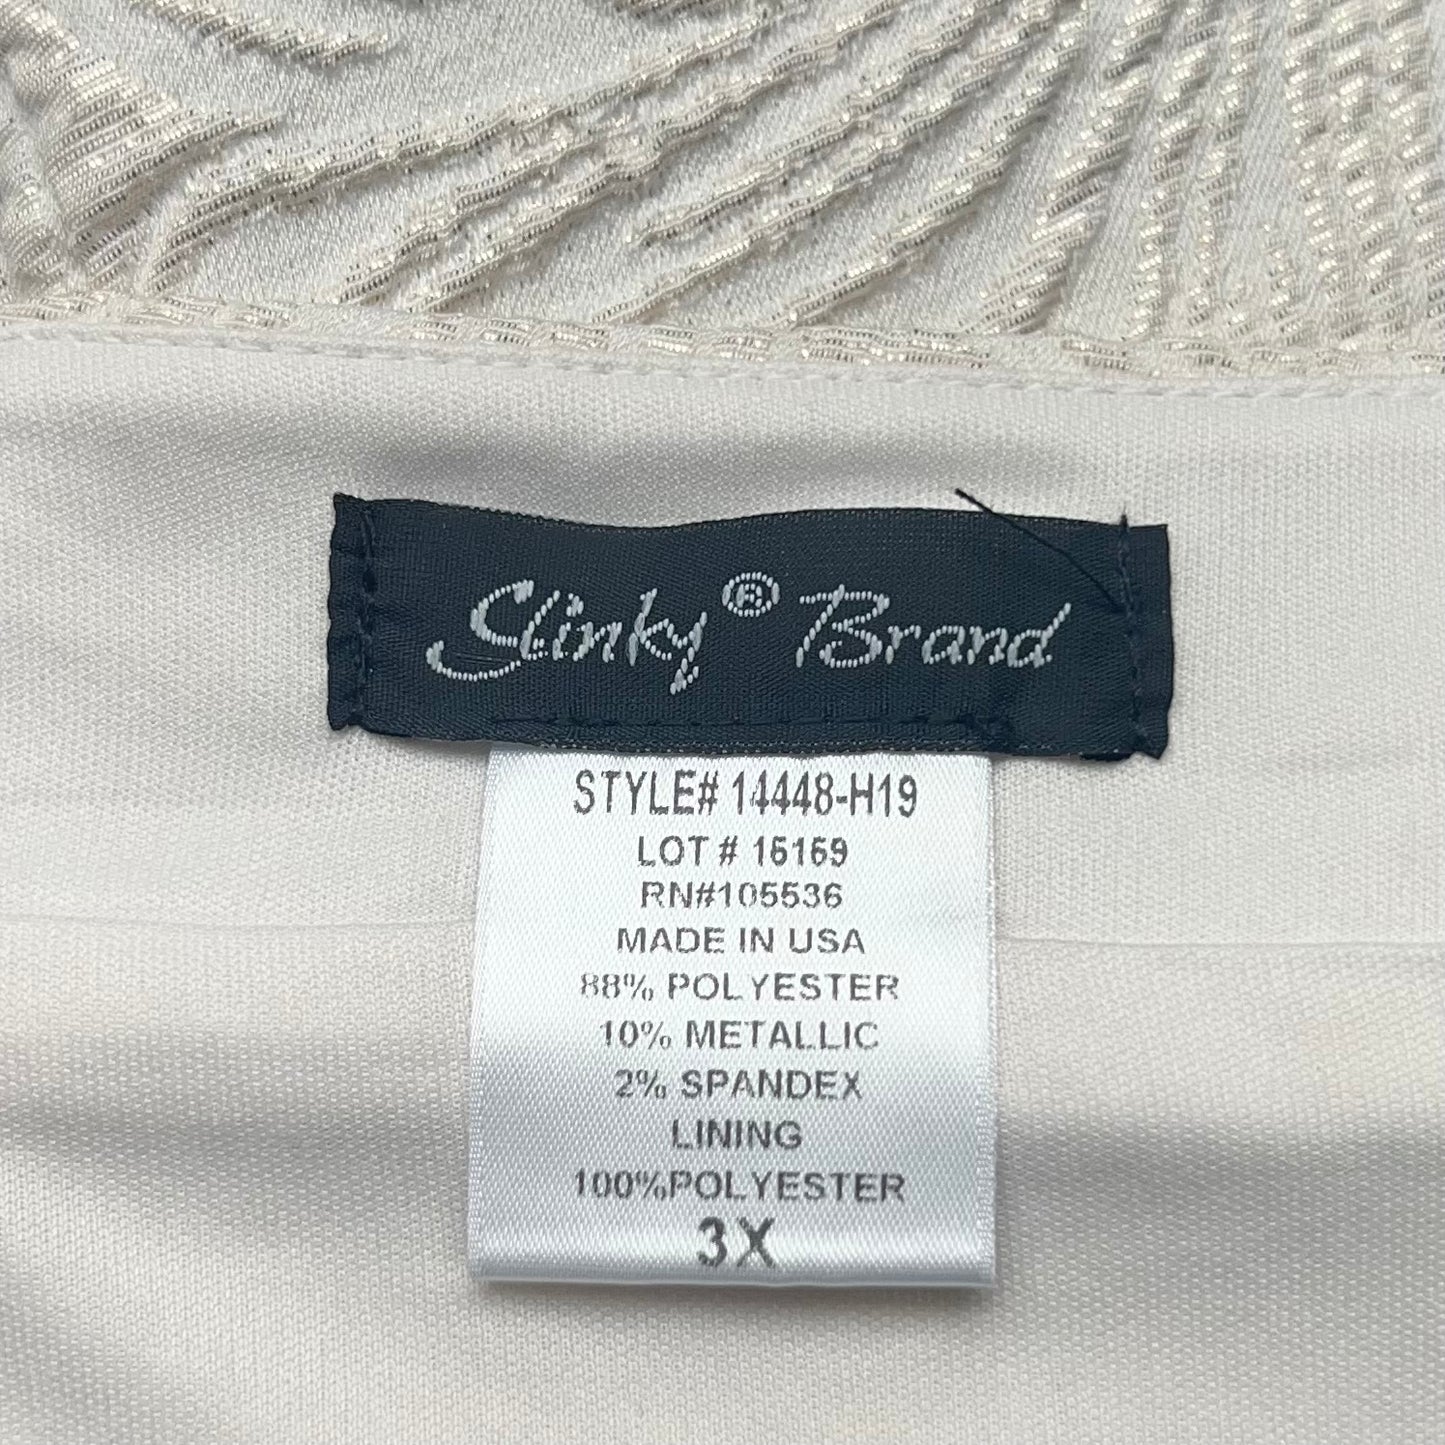 Slinky® Brand
STYLE# 14448-H19
LOT # 15159
RN#105536
MADE IN USA
88% POLYESTER
10% METALLIC
2% SPANDEX
LINING
100%POLYESTER
3X